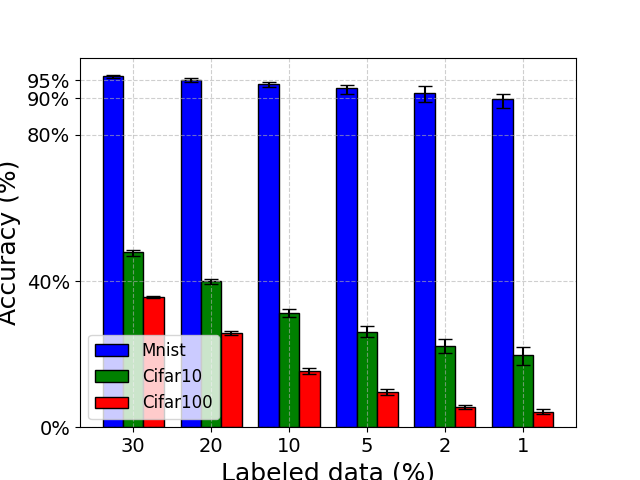 95%
90%
80%
40%
0%
Accuracy (%)
Mnist
Cifar10
Cifar100
30 20 10 5 2 1
Labeled data (%)